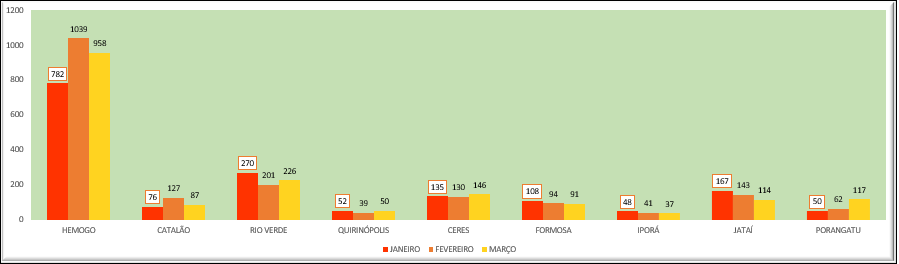 1200
1000
800
600
400
200
0
782 1039 958
76 127 87
270 201 226
52 39 50
135 130 146
108 94 91
48 41 37
167 143 114
50 62 117
HEMOGO CATALÃO RIO VERDE QUIRINÓPOLIS CERES FORMOSA IPORÁ JATAÍ PORANGATU
JANEIRO FEVEREIRO MARÇO